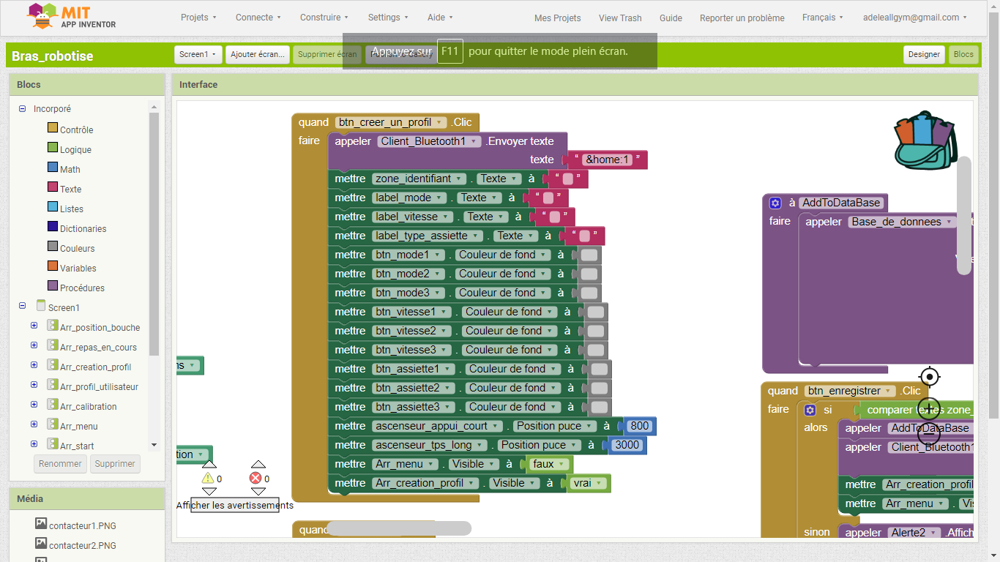 MIT
APP INVENTOR
Projets
Connecte
Construire
Settings
Aide
Mes Projets
View Trash
Guide
Reporter un problème
Français
adeleallgym@gmail.com
Appuyez sur F11 pour quitter le mode plein écran.
Bras_robotise
Screen1
Ajouter écran...
Supprimer écran
Designer
Blocs
Blocs
Interface
Incorporé
Contrôle
Logique
Math
Texte
Listes
Dictionaries
Couleurs
Variables
Procédures
Screen1
Arr_position_bouche
Arr_repas_en_cours
Arr_creation_profil
Arr_profil_utilisateur
Arr_calibration
Arr_menu
Arr_start
Renommer
Supprimer
Média
contacteur1.PNG
contacteur2.PNG
quand btn_creer_un_profil .Clic
faire appeler Client_Bluetooth1 .Envoyer texte
texte “ &home:1 ”
mettre zone_identifiant . Texte à “ ”
mettre label_mode . Texte à “ ”
mettre label_vitesse . Texte à “ ”
mettre label_type_assiette . Texte à “ ”
mettre btn_mode1 . Couleur de fond à
mettre btn_mode2 . Couleur de fond à
mettre btn_mode3 . Couleur de fond à
mettre btn_vitesse1 . Couleur de fond à
mettre btn_vitesse2 . Couleur de fond à
mettre btn_vitesse3 . Couleur de fond à
mettre btn_assiette1 . Couleur de fond à
mettre btn_assette2 . Couleur de fond à
mettre btn_assiette3 . Couleur de fond à
mettre ascenseur_appui_court . Position puce à 800
mettre ascenseur_tps_long . Position puce à 3000
mettre Arr_menu . Visible à faux
mettre Arr_creation_profil . Visible à vrai
quand
ns
tion
0
0
Afficher les avertissements
à AddToDataBase
faire appeler Base_de_donnees
quand btn_enregistrer .Clic
faire si comparer textes zone_
alors appeler AddToDataBase
appeler Client_Bluetooth1
mettre Arr_creation_profil
mettre Arr_menu . Vis
sinon appeler Alerte2 .Affich